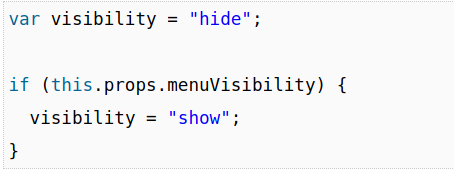 var visibility = "hide";
if (this.props.menuVisibility) {
  visibility = "show";
}